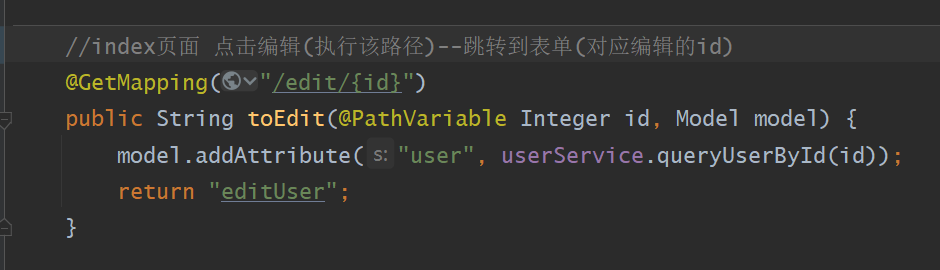 //index页面 点击编辑(执行该路径)--跳转到表单(对应编辑的id)
@GetMapping("/edit/{id}")
public String toEdit(@PathVariable Integer id, Model model) {
    model.addAttribute( s: "user", userService.queryUserById(id));
    return "editUser";
}